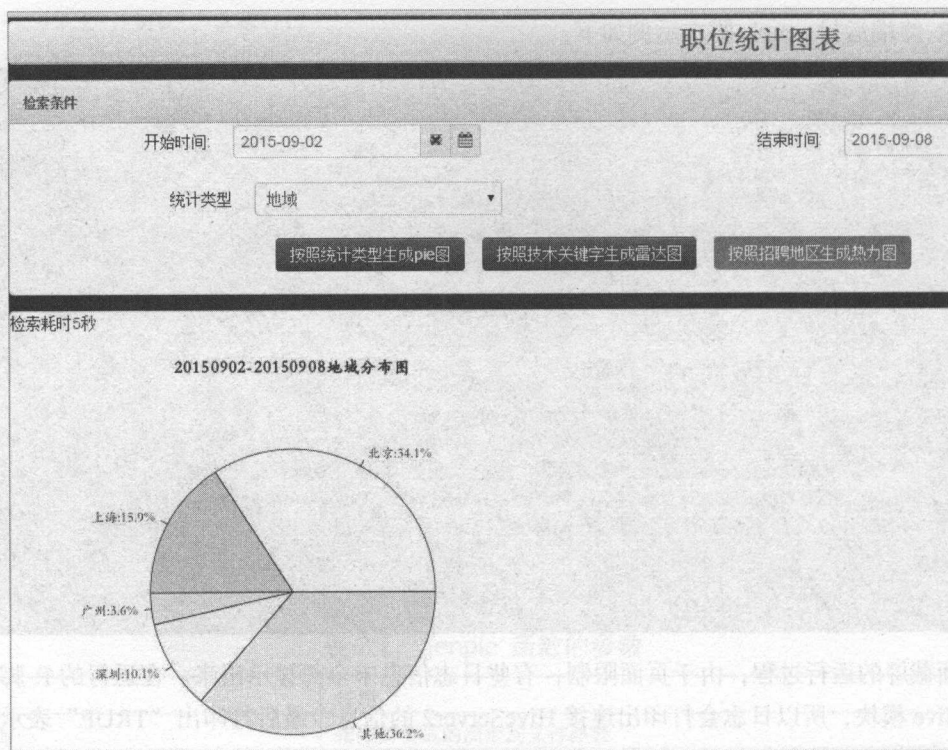 职位统计图表
检索条件
开始时间: 2015-09-02 结束时间 2015-09-08
统计类型 地域
按照统计类型生成pie图 按照技术关键字生成雷达图 按照招聘地区生成热力图
检索耗时5秒
20150902-20150908地域分布图
北京:34.1%
上海:15.9%
广州:3.6%
深圳:10.1%
其他:36.2%